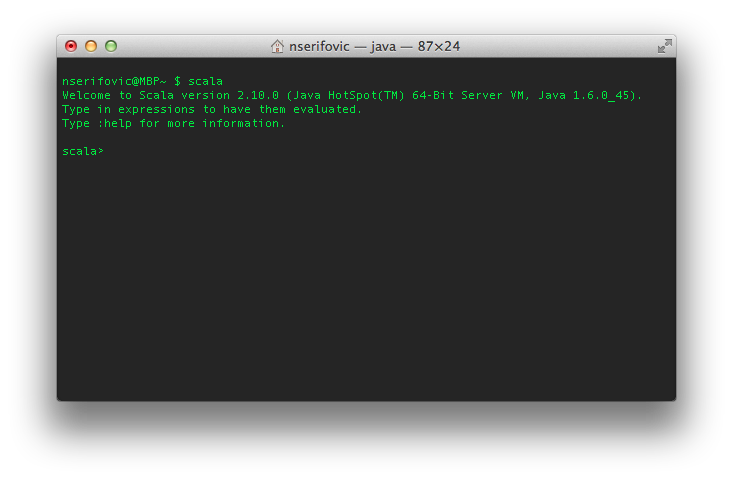 nserifovic — java — 87×24
nserifovic@MBP~ $ scala
Welcome to Scala version 2.10.0 (Java HotSpot(TM) 64-Bit Server VM, Java 1.6.0_45).
Type in expressions to have them evaluated.
Type :help for more information.
scala>